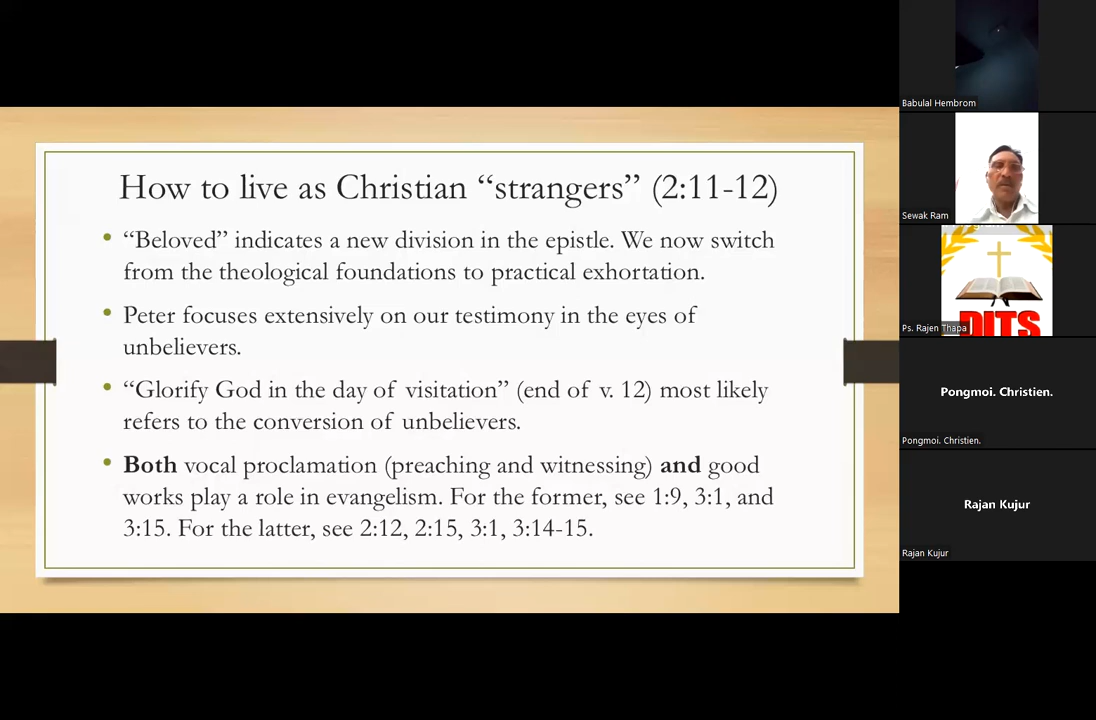 How to live as Christian “strangers” (2:11-12)
• “Beloved” indicates a new division in the epistle. We now switch
from the theological foundations to practical exhortation.
• Peter focuses extensively on our testimony in the eyes of
unbelievers.
• “Glorify God in the day of visitation” (end of v. 12) most likely
refers to the conversion of unbelievers.
• Both vocal proclamation (preaching and witnessing) and good
works play a role in evangelism. For the former, see 1:9, 3:1, and
3:15. For the latter, see 2:12, 2:15, 3:1, 3:14-15.
Babulal Hembrom
Sewak Ram
DITS
Ps. Rajen Thapa
Pongmoi. Christien.
Pongmoi. Christien.
Rajan Kujur
Rajan Kujur